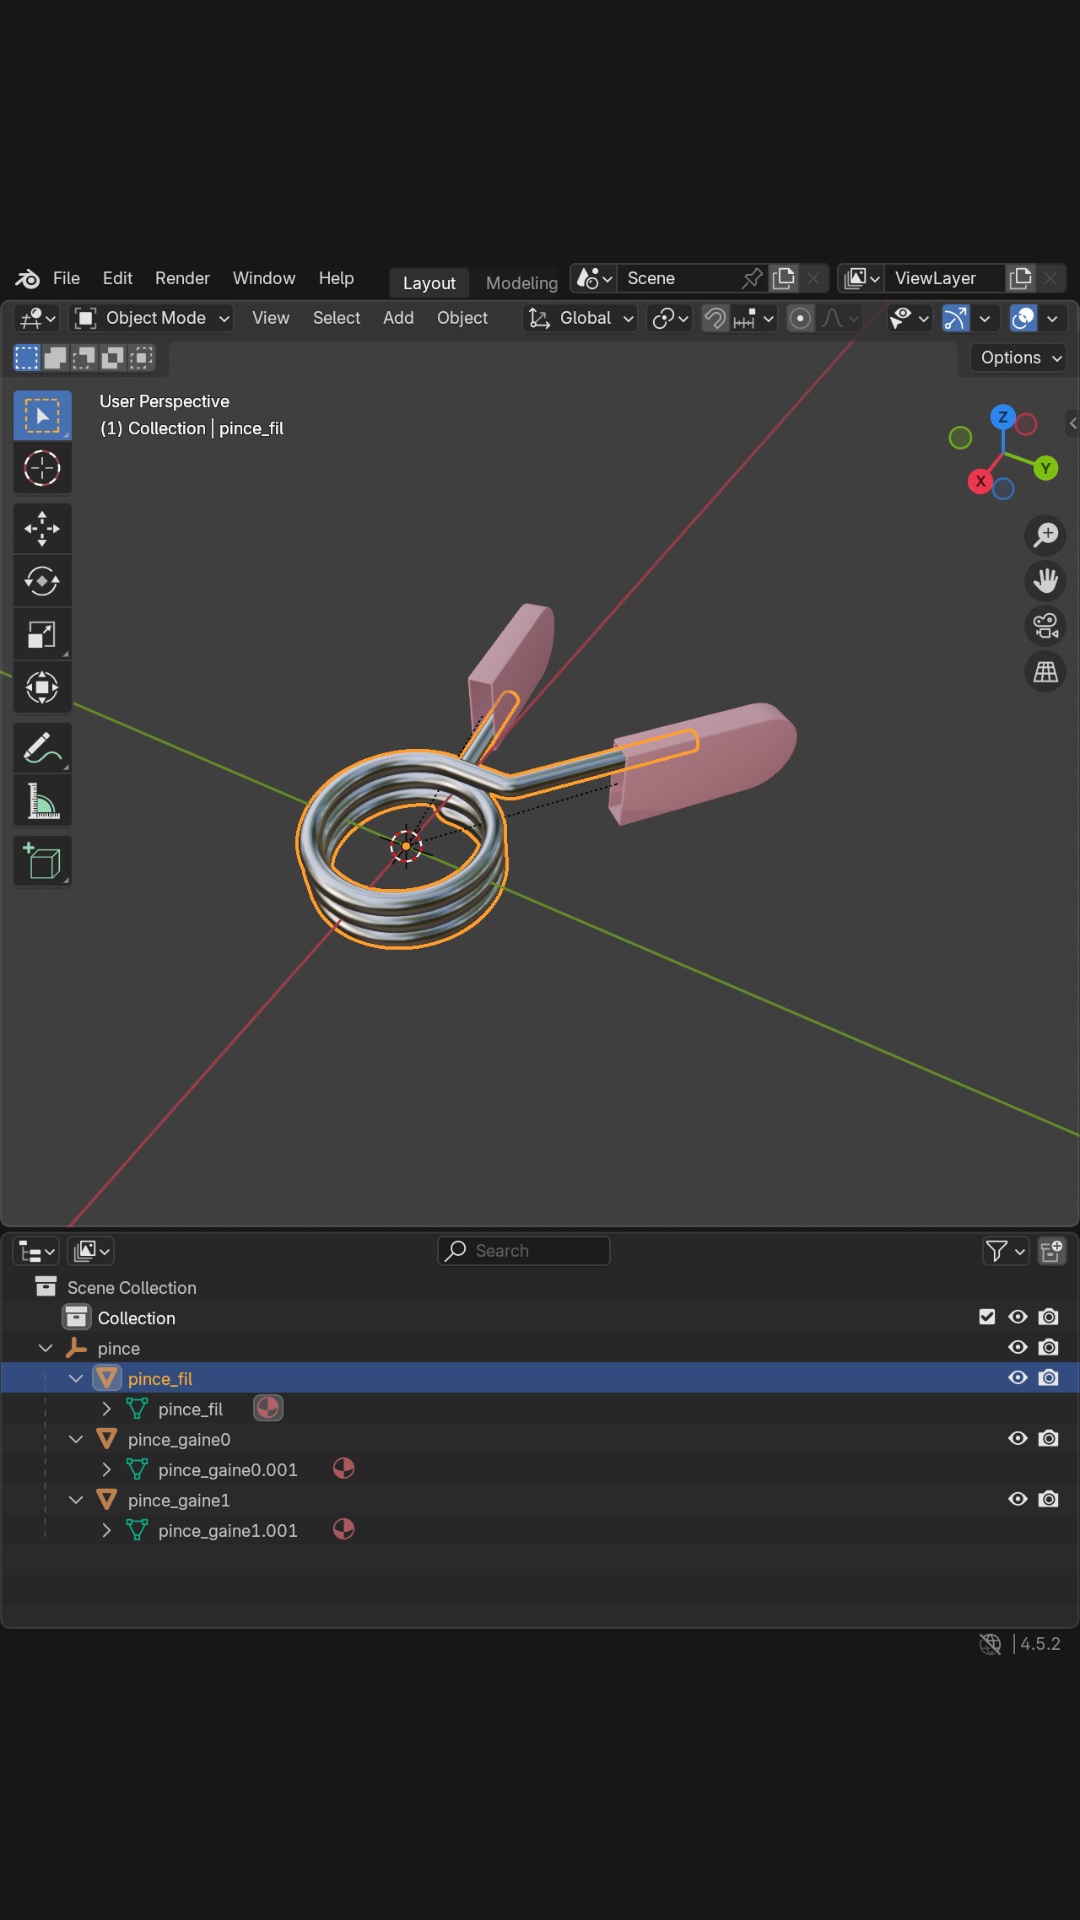 File Edit Render Window Help Layout Modeling Scene ViewLayer
Object Mode View Select Add Object Global
Options
User Perspective
(1) Collection | pince_fil
Z
Y
X
Search
Scene Collection
Collection
pince
pince_fil
pince_fil
pince_gaine0
pince_gaine0.001
pince_gaine1
pince_gaine1.001
4.5.2